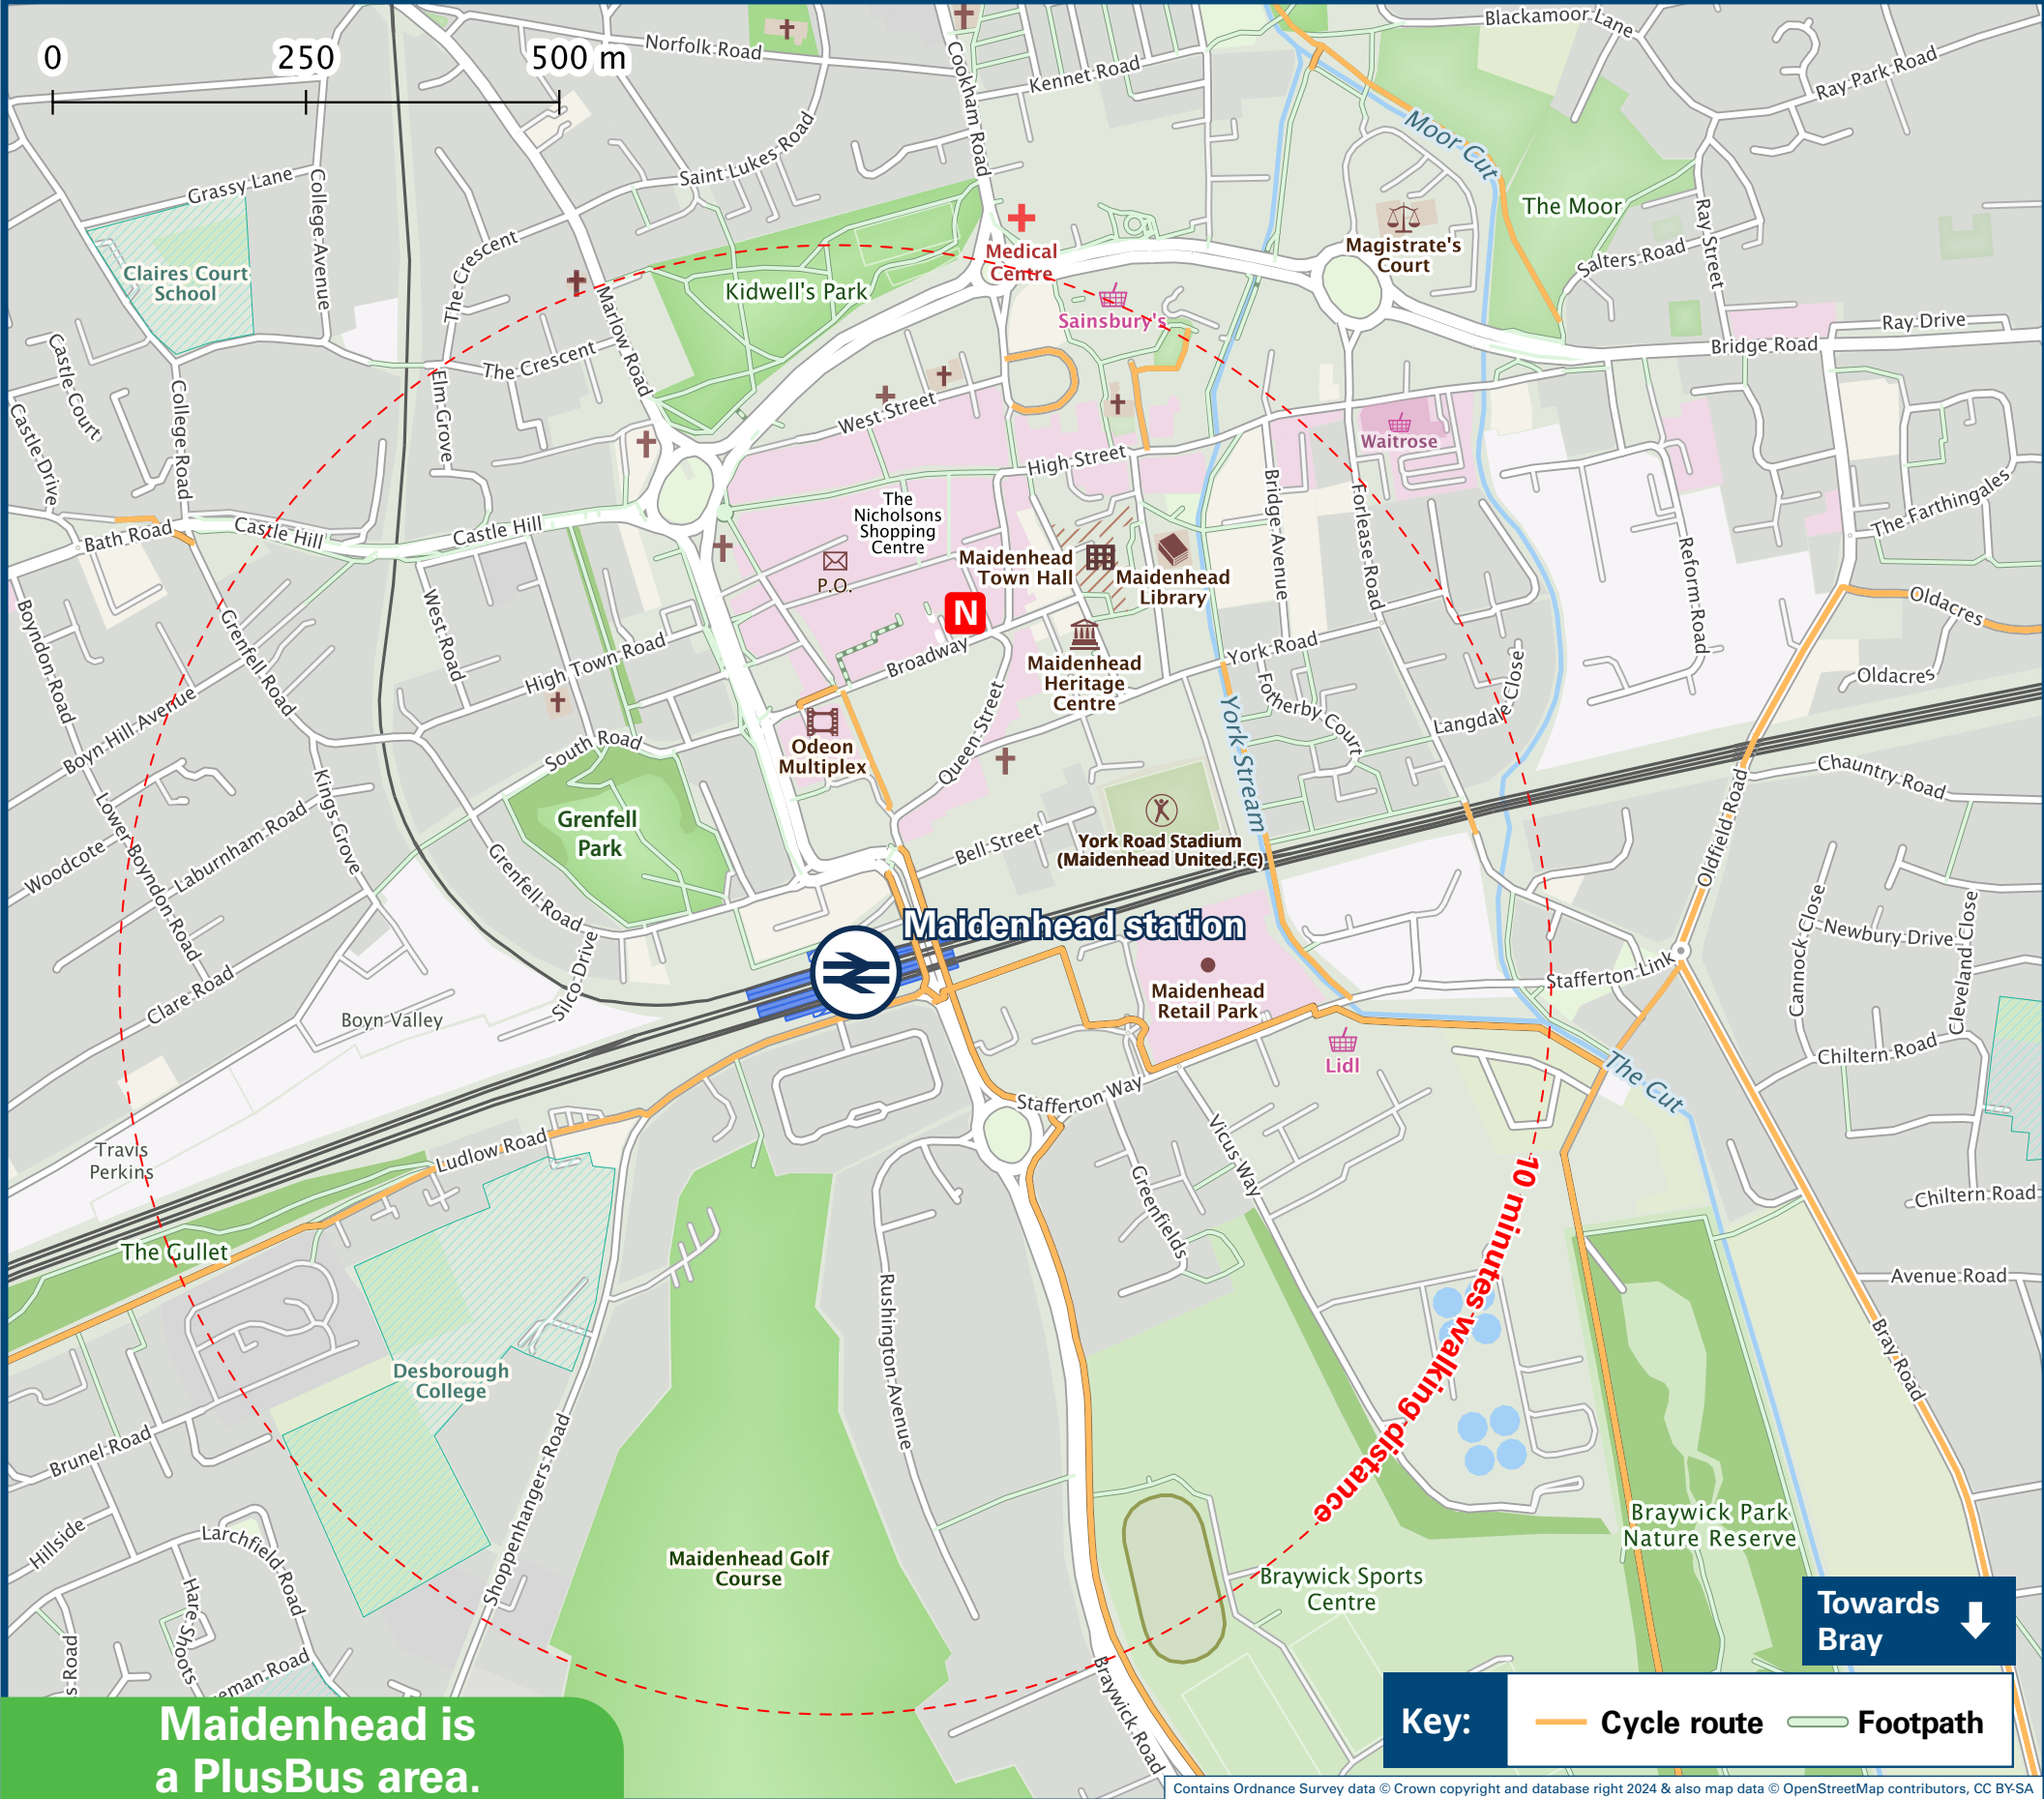 0 250 500 m
Norfolk Road
Cookham Road
Kennet Road
Blackamoor Lane
Ray Park Road
Moor Cut
Saint Lukes Road
Grassy Lane
College Avenue
The Crescent
The Moor
Ray Street
Salters Road
Magistrate's
Court
Medical
Centre
Claires Court
School
Kidwell's Park
Sainsbury's
Marlow Road
The Crescent
Ray Drive
Bridge Road
Castle Court
Castle Drive
College Road
Elm Grove
West Street
High Street
Waitrose
Bath Road
Castle Hill
Castle Hill
The
Nicholsons
Shopping
Centre
P.O.
Maidenhead
Town Hall
Maidenhead
Library
Bridge Avenue
Forlease Road
Reform Road
The Farthingales
Oldacres
Oldacres
N
Boyndon Road
Grenfell Road
West Road
High Town Road
Broadway
Maidenhead
Heritage
Centre
York Road
Fotherby Court
Langdale Close
York Stream
Boyn Hill Avenue
South Road
Odeon
Multiplex
Queen Street
Chauntry Road
Kings Grove
Lower Boyndon Road
Laburnham Road
Woodcote
Grenfell
Park
Grenfell Road
Bell Street
York Road Stadium
(Maidenhead United FC)
Oldfield Road
Cannock Close
Newbury Drive
Cleveland Close
Maidenhead station
Clare Road
Boyn Valley
Silco Drive
Maidenhead
Retail Park
Stafferton Link
Lidl
Chiltern Road
The Cut
Stafferton Way
Travis
Perkins
Ludlow Road
Vicus Way
Greenfields
10 minutes walking distance
Chiltern Road
The Gullet
Avenue Road
Rushington Avenue
Desborough
College
Bray Road
Brunel Road
Shoppenhangers Road
Hillside
Larchfield Road
Hare Shoots
Maidenhead Golf
Course
Braywick Park
Nature Reserve
Braywick Sports
Centre
Braywick Road
s Road
eman Road
Towards
Bray
Maidenhead is
a PlusBus area.
Key: Cycle route Footpath
Contains Ordnance Survey data © Crown copyright and database right 2024 & also map data © OpenStreetMap contributors, CC BY-SA